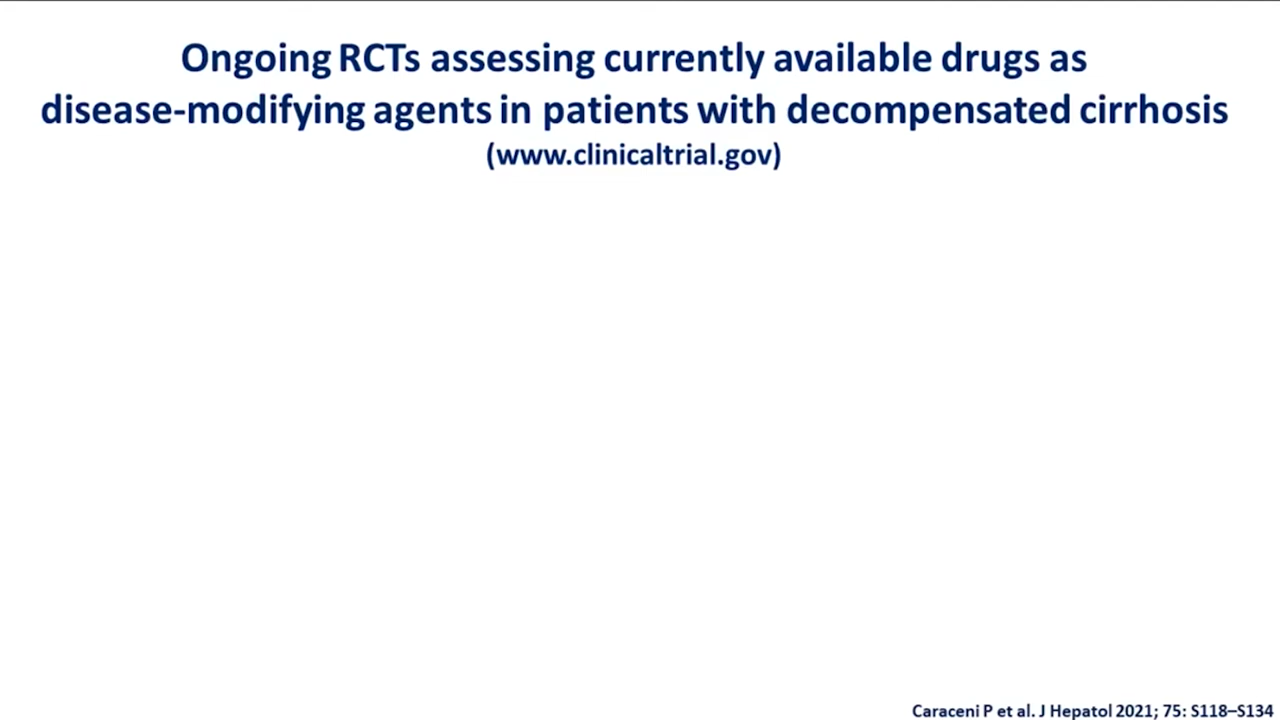 Ongoing RCTs assessing currently available drugs as
disease-modifying agents in patients with decompensated cirrhosis
(www.clinicaltrial.gov)
Caraceni P et al. J Hepatol 2021; 75: S118–S134